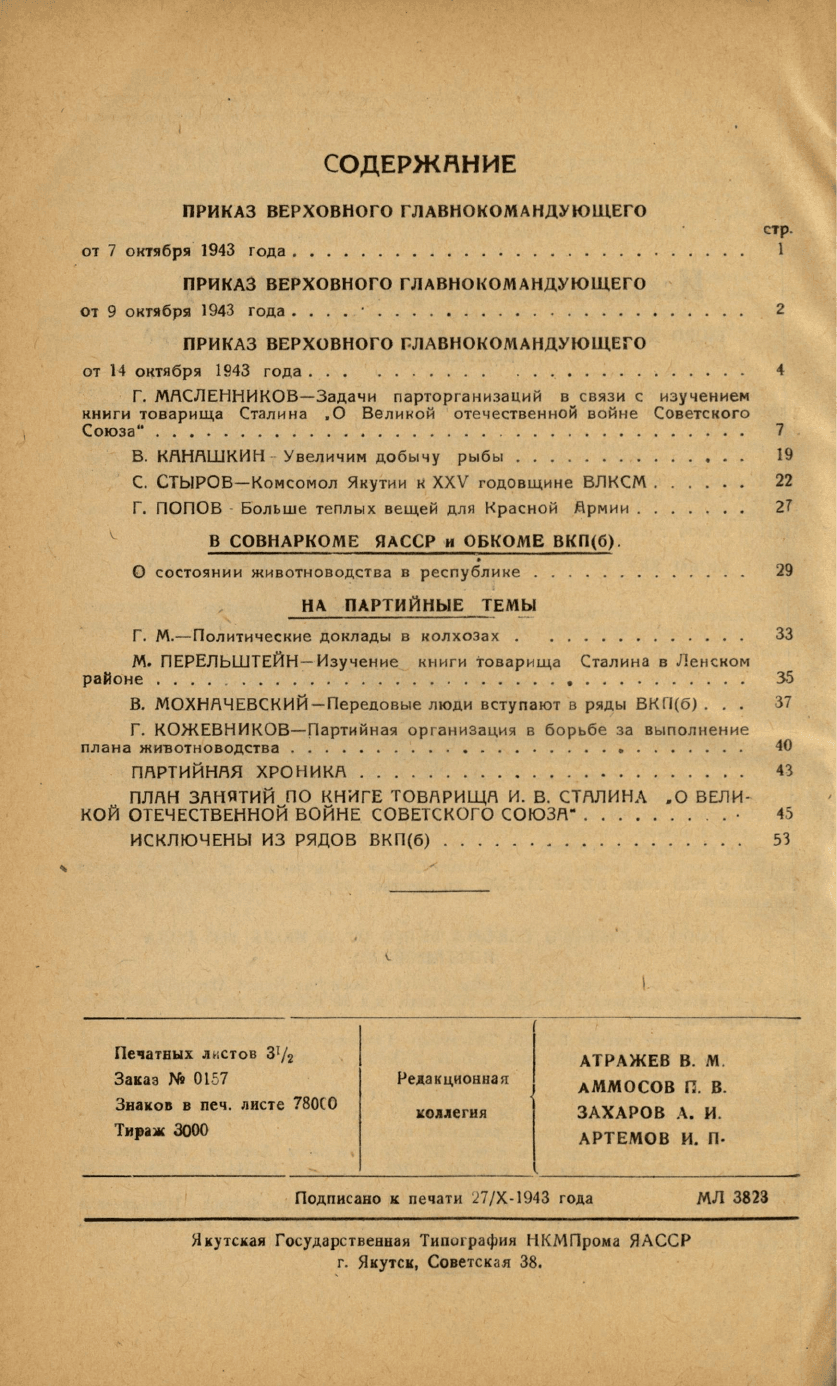 СОДЕРЖАНИЕ
ПРИКАЗ ВЕРХОВНОГО ГЛАВНОКОМАНДУЮЩЕГО
стр.
от 7 октября 1943 года . . . . . . . . . . . . . . . . . . . . . . . . . . . . 1
ПРИКАЗ ВЕРХОВНОГО ГЛАВНОКОМАНДУЮЩЕГО
от 9 октября 1943 года . . . . . . . . . . . . . . . . . . . . . . . . . . . 2
ПРИКАЗ ВЕРХОВНОГО ГЛАВНОКОМАНДУЮЩЕГО
от 14 октября 1943 года . . . . . . . . . . . . . . . . . . . . . . . . . . 4
Г. МАСЛЕННИКОВ—Задачи парторганизаций в связи с изучением
книги товарища Сталина „О Великой отечественной войне Советского
Союза“ . . . . . . . . . . . . . . . . . . . . . . . . . . . . . . . . 7
В. КАНАШКИН - Увеличим добычу рыбы . . . . . . . . . . . . . 19
С. СТЫРОВ—Комсомол Якутии к XXV годовщине ВЛКСМ . . . . . . 22
Г. ПОПОВ - Больше теплых вещей для Красной Армии . . . . . . . 27
В СОВНАРКОМЕ ЯАССР и ОБКОМЕ ВКП(б).
О состоянии животноводства в республике . . . . . . . . . . . . . 29
НА ПАРТИЙНЫЕ ТЕМЫ
Г. М.—Политические доклады в колхозах . . . . . . . . . . . . . 33
М. ПЕРЕЛЬШТЕЙН—Изучение книги товарища Сталина в Ленском
районе . . . . . . . . . . . . . . . . . . . . . . . . . . . . . . . 35
В. МОХНАЧЕВСКИЙ—Передовые люди вступают в ряды ВКП(б) . . . 37
Г. КОЖЕВНИКОВ—Партийная организация в борьбе за выполнение
плана животноводства . . . . . . . . . . . . . . . . . . . . . . . . 40
ПАРТИЙНАЯ ХРОНИКА . . . . . . . . . . . . . . . . . . . . . 43
ПЛАН ЗАНЯТИЙ ПО КНИГЕ ТОВАРИЩА И. В. СТАЛИНА „О ВЕЛИ-
КОЙ ОТЕЧЕСТВЕННОЙ ВОЙНЕ СОВЕТСКОГО СОЮЗА“ . . . . . . . . . 45
ИСКЛЮЧЕНЫ ИЗ РЯДОВ ВКП(б) . . . . . . . . . . . . . . . . . 53
Печатных листов 3 1/2
Заказ № 0157
Знаков в печ. листе 78000
Тираж 3000
Редакционная
коллегия
АТРАЖЕВ В. М.
АММОСОВ П. В.
ЗАХАРОВ А. И.
АРТЕМОВ И. П.
Подписано к печати 27/X-1943 года МЛ 3823
Якутская Государственная Типография НКМПрома ЯАССР
г. Якутск, Советская 38.